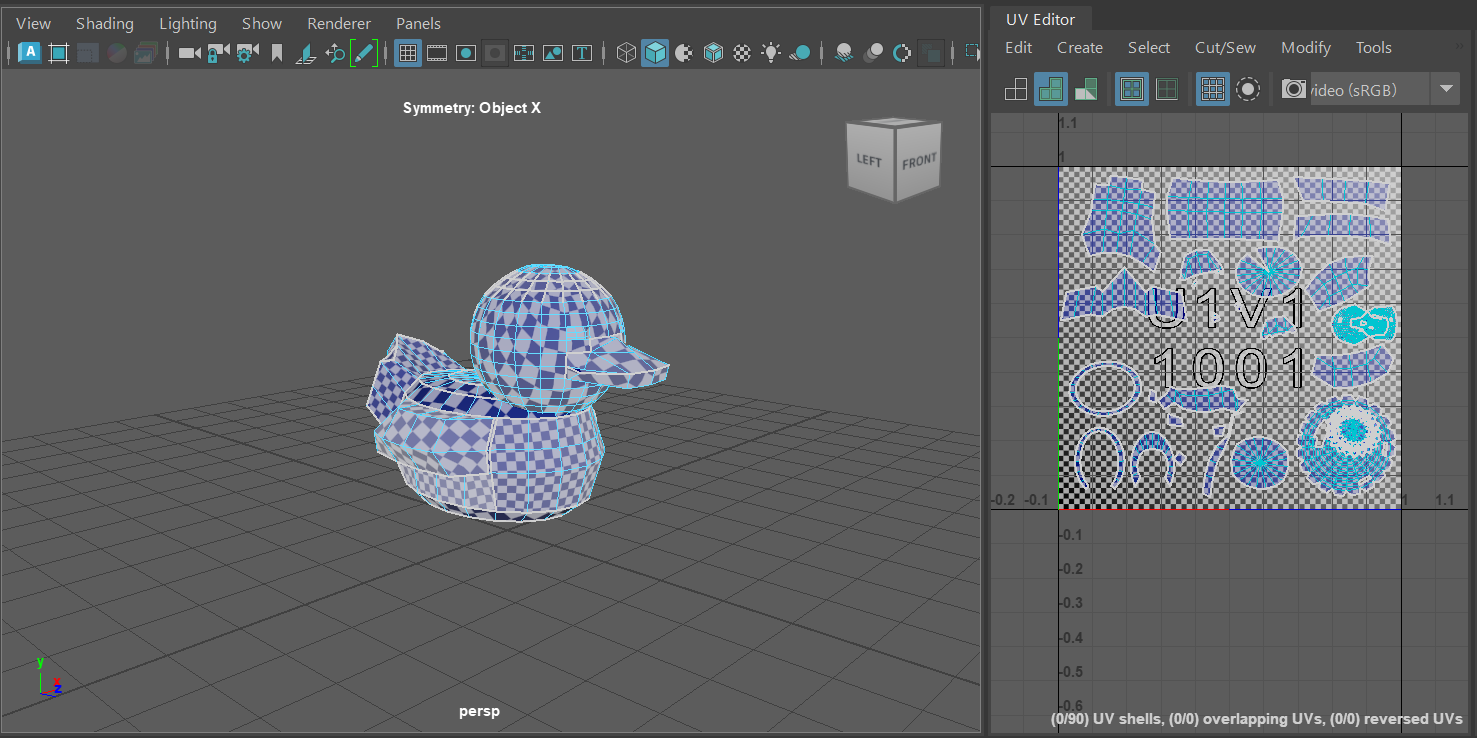 View Shading Lighting Show Renderer Panels
A
T
Symmetry: Object X
LEFT FRONT
y
x
z
persp
UV Editor
Edit Create Select Cut/Sew Modify Tools
video (sRGB)
1.1
1
U1V1
1001
-0.2 -0.1 1 1.1
-0.1
-0.2
-0.3
-0.4
-0.5
-0.6
(0/90) UV shells, (0/0) overlapping UVs, (0/0) reversed UVs